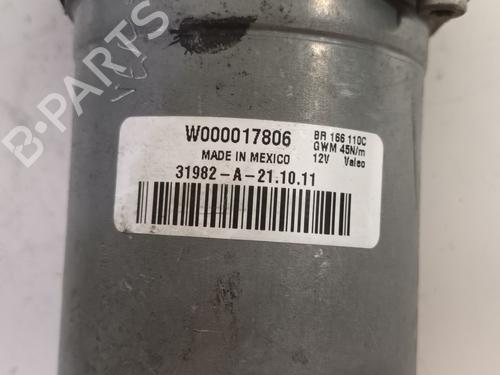 W000017806
MADE IN MEXICO
31982-A-21.10.11
BR 166 110C
GWM 45N/m
12V Valeo
B-PARTS